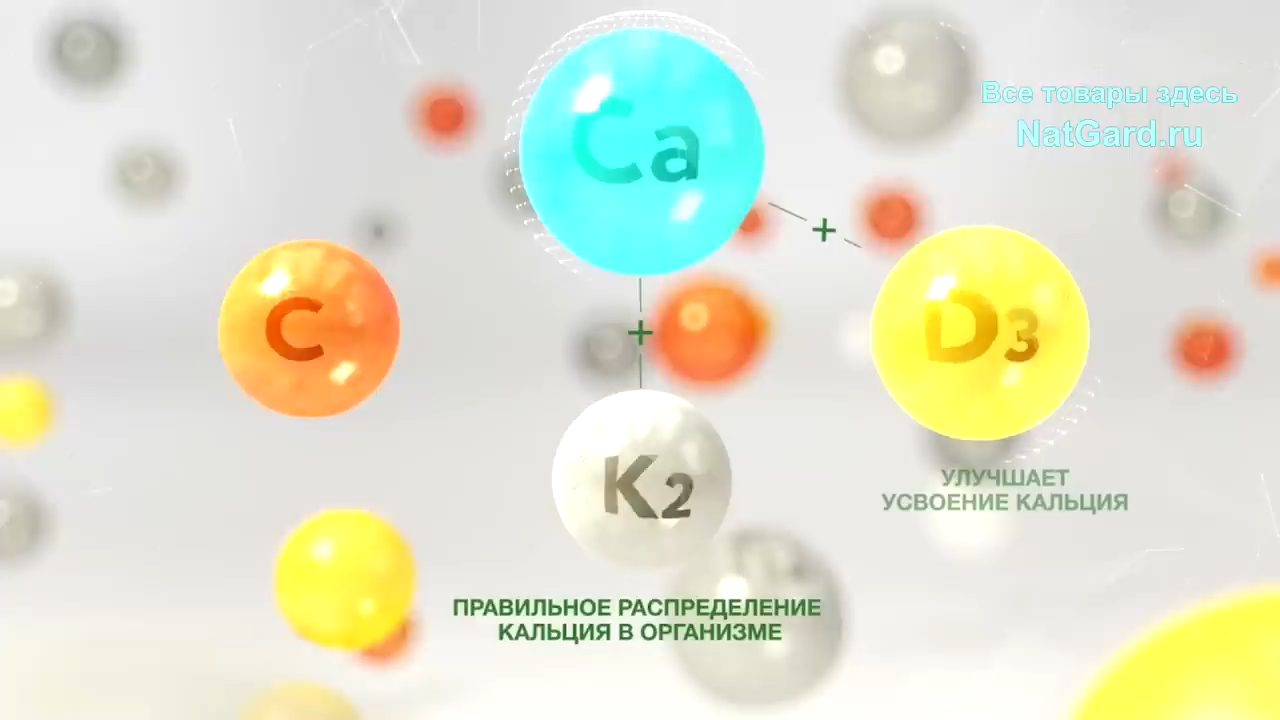 Ca
Все товары здесь
NatGard.ru
+
C
+
D3
K2
УЛУЧШАЕТ
УСВОЕНИЕ КАЛЬЦИЯ
ПРАВИЛЬНОЕ РАСПРЕДЕЛЕНИЕ
КАЛЬЦИЯ В ОРГАНИЗМЕ